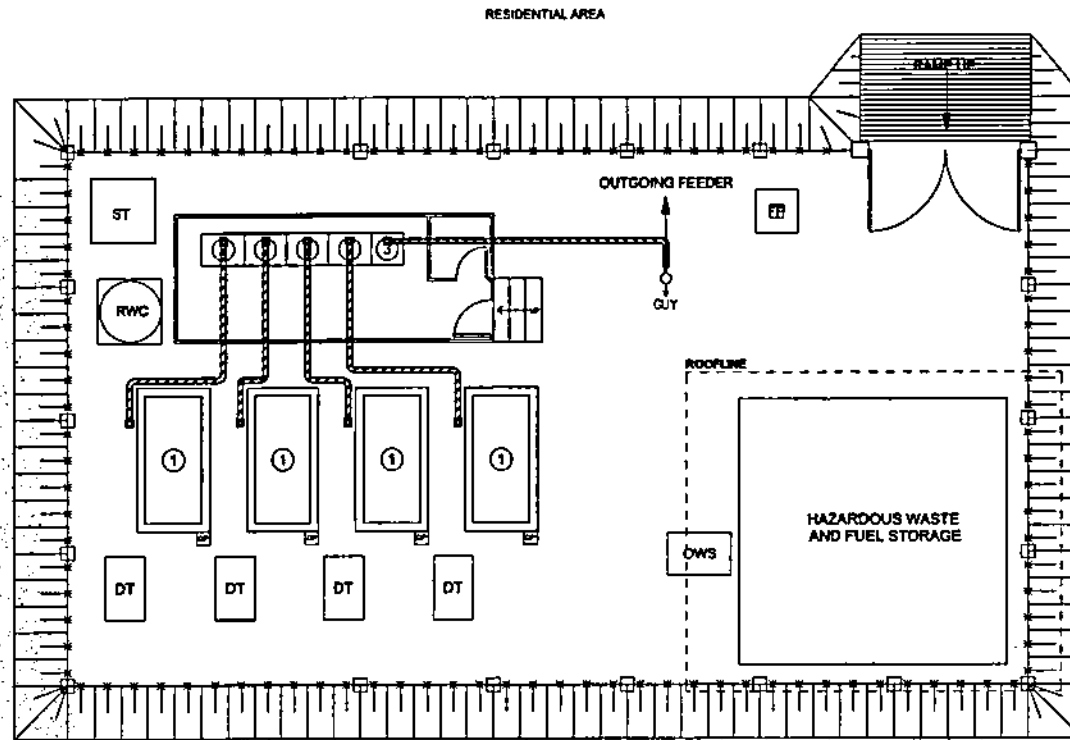 RESIDENTIAL AREA
RAMP UP
OUTGOING FEEDER
ST
3
RWC
GUY
ROOFLINE
1
1
1
1
HAZARDOUS WASTE
AND FUEL STORAGE
OWS
DT
DT
DT
DT